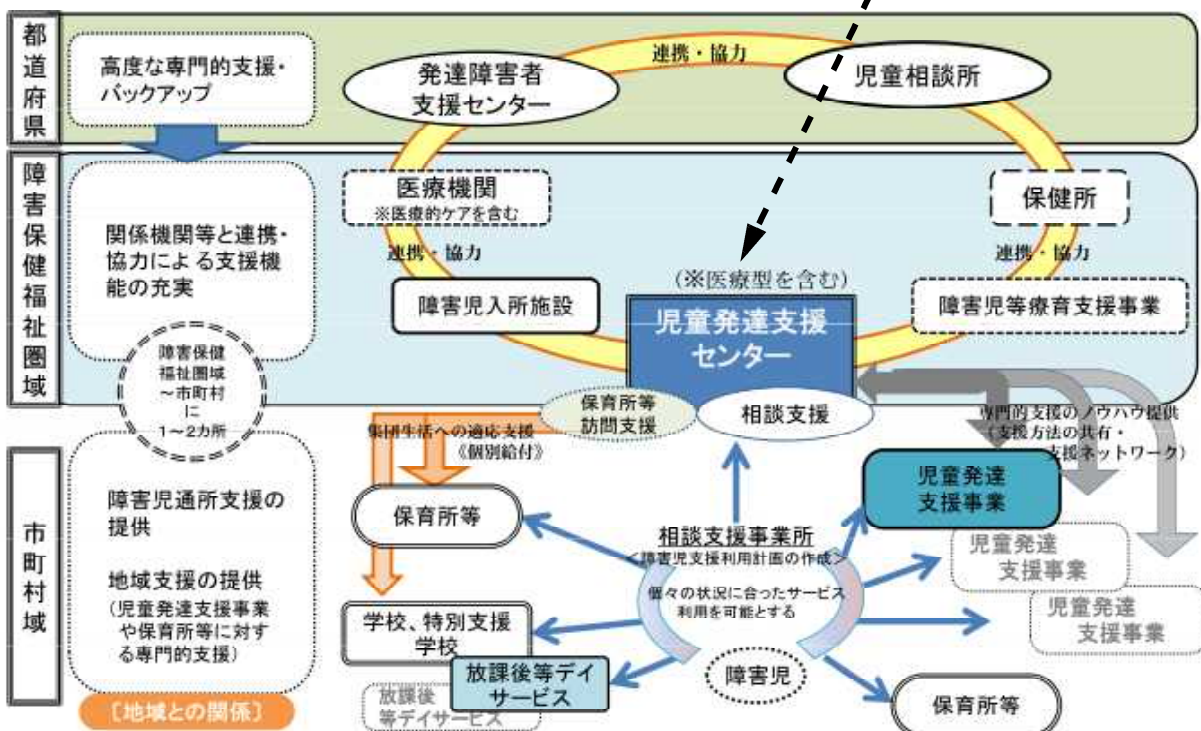 都道府県
高度な専門的支援・
バックアップ
発達障害者
支援センター
連携・協力
児童相談所
障害保健福祉圏域
関係機関等と連携・
協力による支援機
能の充実
医療機関
※医療的ケアを含む
保健所
連携・協力
連携・協力
障害児入所施設
(※医療型を含む)
児童発達支援
センター
障害児等療育支援事業
障害保健
福祉圏域
～市町村
に
1～2カ所
保育所等
訪問支援
相談支援
集団生活への適応支援
《個別給付》
専門的支援のノウハウ提供
(支援方法の共有・
支援ネットワーク)
市町村域
障害児通所支援の
提供
地域支援の提供
(児童発達支援事業
や保育所等に対す
る専門的支援)
〔地域との関係〕
保育所等
児童発達
支援事業
相談支援事業所
＜障害児支援利用計画の作成＞
個々の状況に合ったサービス
利用を可能とする
児童発達
支援事業
児童発達
支援事業
学校、特別支援
学校
放課後等デイ
サービス
放課後
等デイサービス
障害児
保育所等